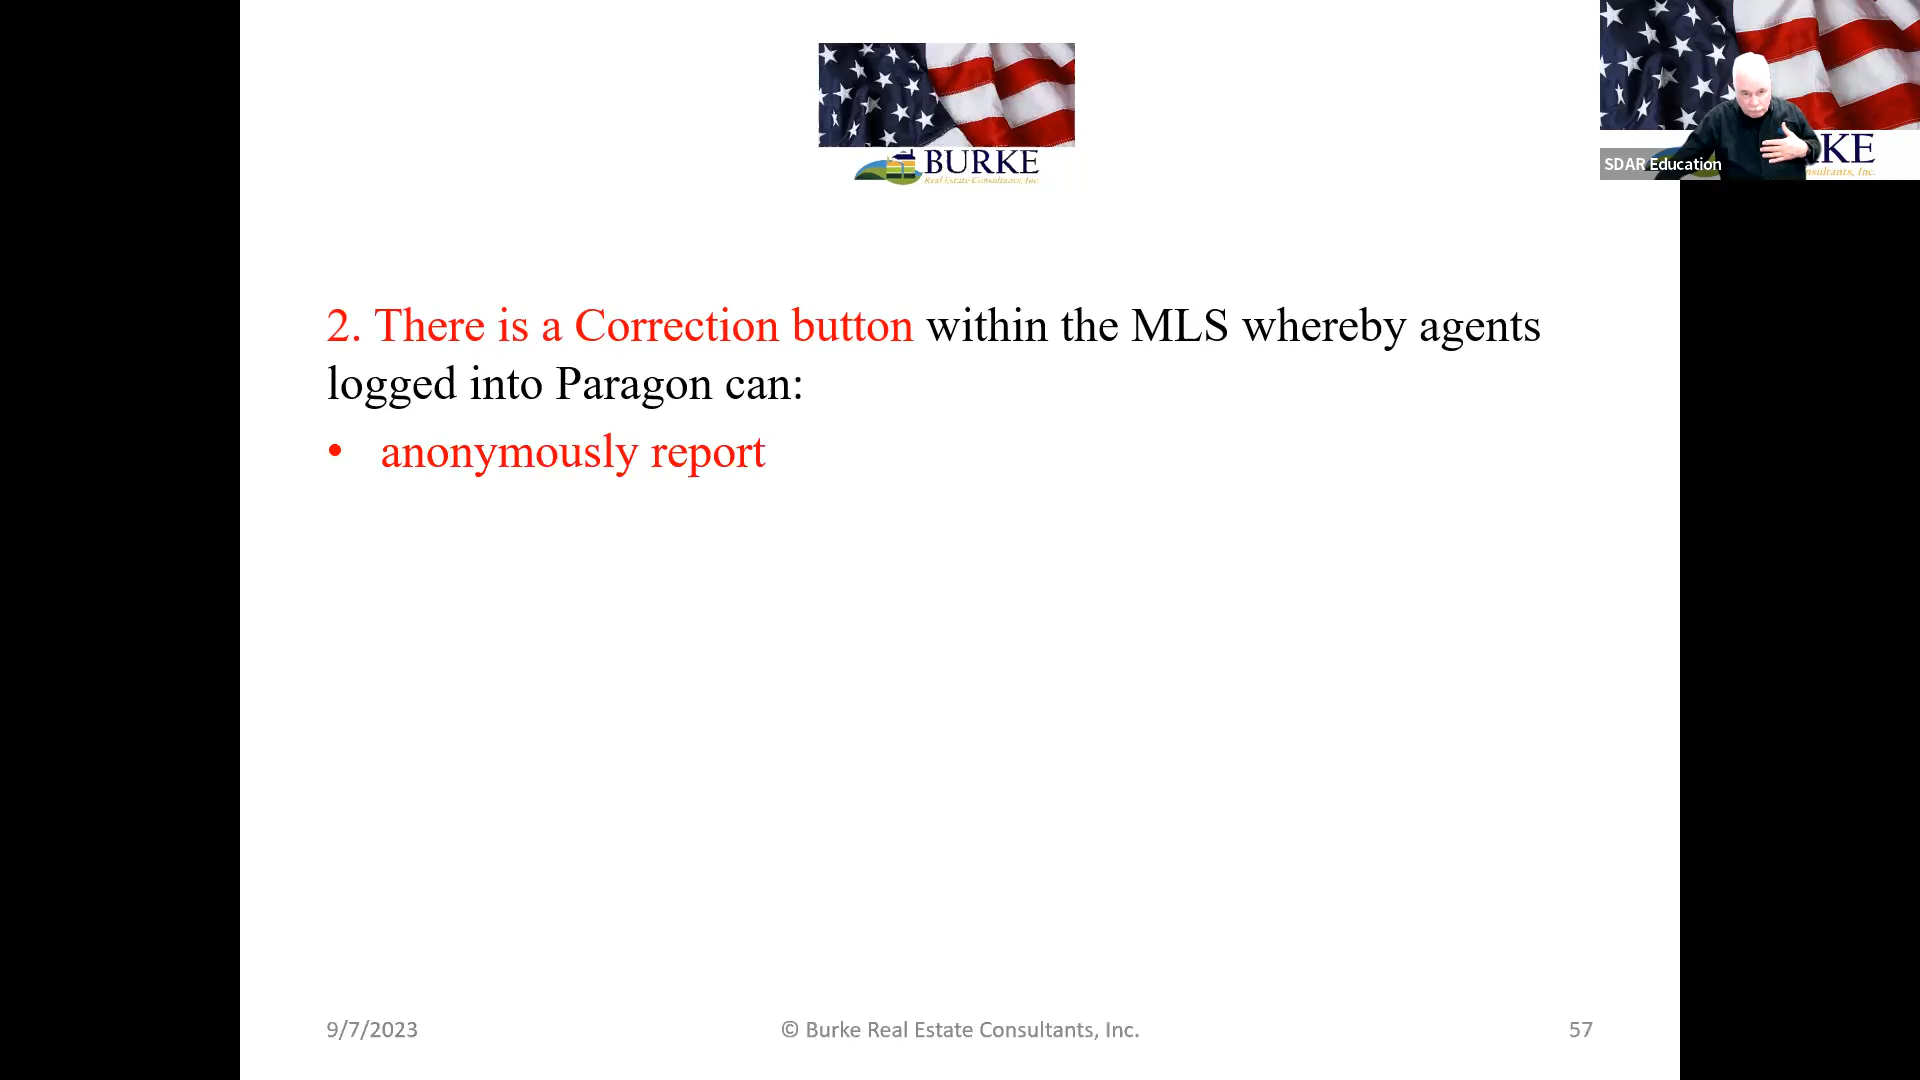 BURKE
Real Estate Consultants, Inc.
KE
nsultants, Inc.
SDAR Education
2. There is a Correction button within the MLS whereby agents
logged into Paragon can:
• anonymously report
9/7/2023
© Burke Real Estate Consultants, Inc.
57